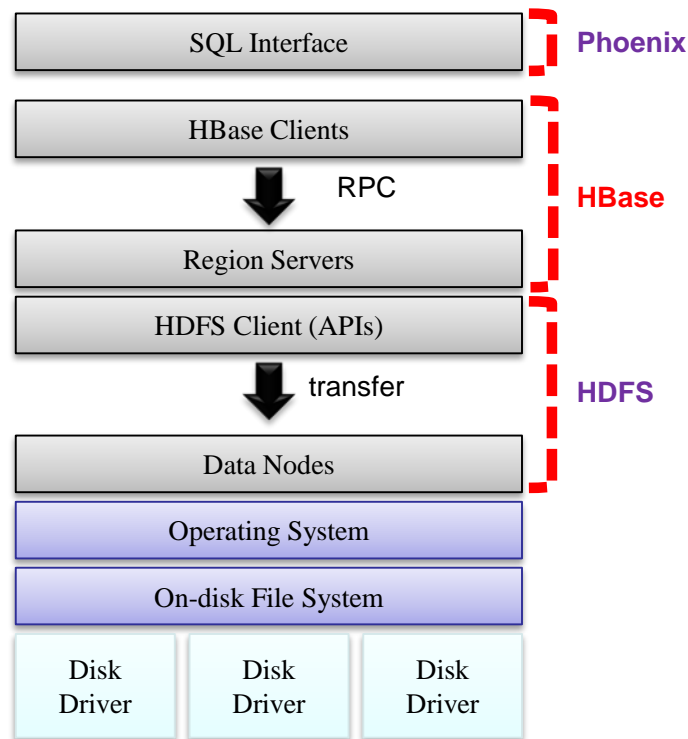 SQL Interface
Phoenix
HBase Clients
RPC
HBase
Region Servers
HDFS Client (APIs)
transfer
HDFS
Data Nodes
Operating System
On-disk File System
Disk
Driver
Disk
Driver
Disk
Driver